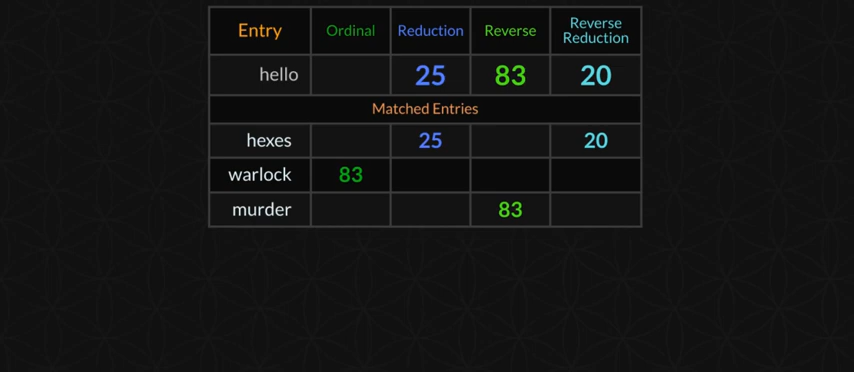 Entry Ordinal Reduction Reverse Reverse Reduction
hello 25 83 20
Matched Entries
hexes 25 20
warlock 83
murder 83